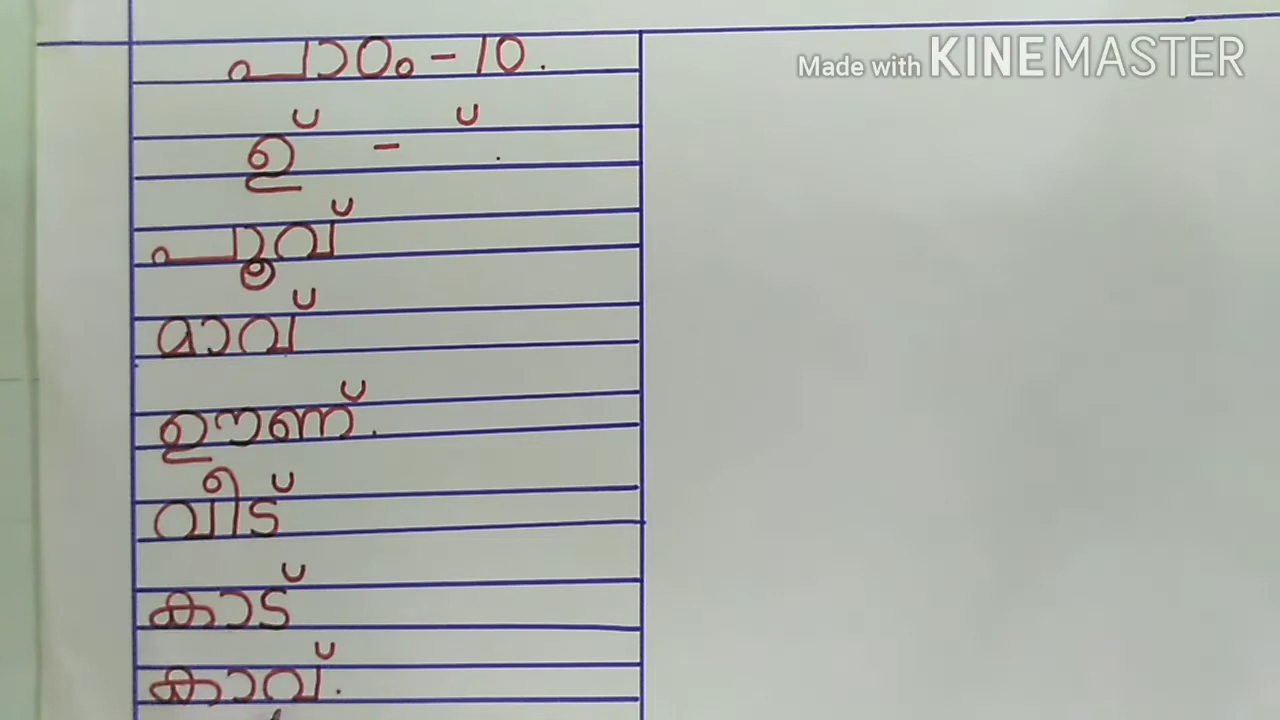 പാഠം - 10.
Made with KINEMASTER
ഉ് - ്.
പൂവ്
മാവ്
ഊണ്.
വീട്
കാട്
കാവ്.